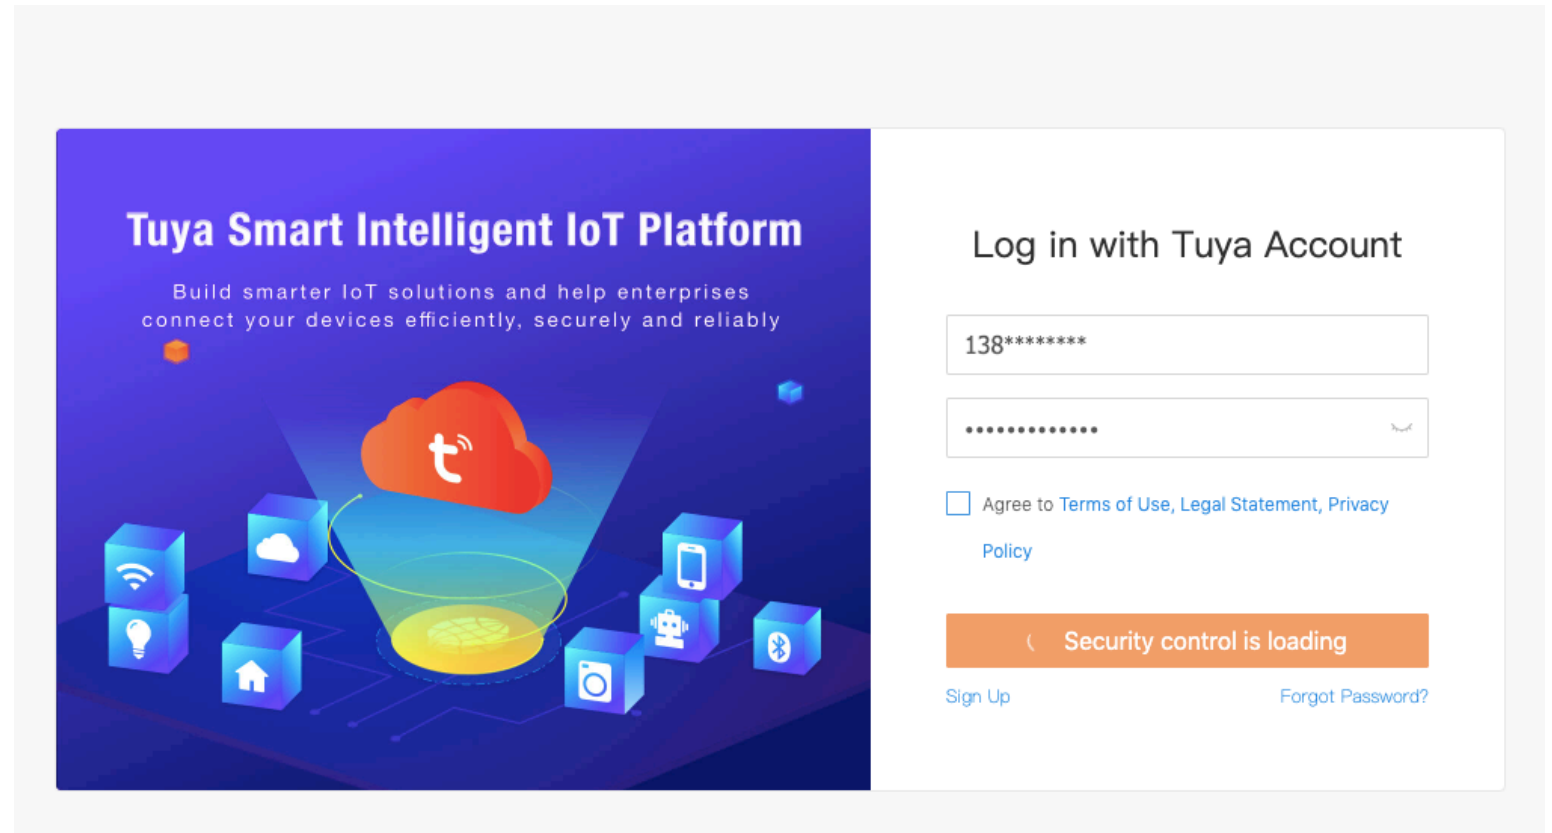 Tuya Smart Intelligent IoT Platform
Build smarter IoT solutions and help enterprises
connect your devices efficiently, securely and reliably
t
Log in with Tuya Account
138********
•••••••••••••
Agree to Terms of Use, Legal Statement, Privacy
Policy
Security control is loading
Sign Up
Forgot Password?